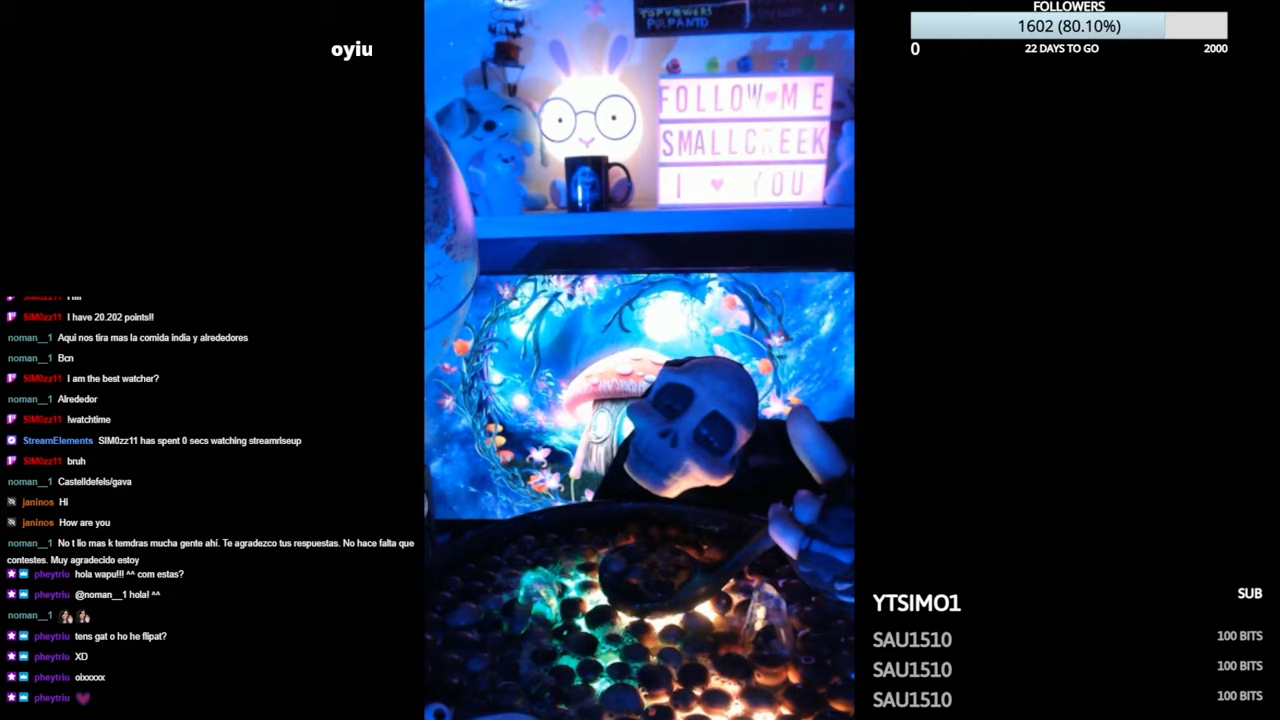 oyiu
SIM0zz11 I have 20.202 points!!
noman__1 Aqui nos tira mas la comida india y alrededores
noman__1 Bcn
SIM0zz11 I am the best watcher?
noman__1 Alrededor
SIM0zz11 !watchtime
StreamElements SIM0zz11 has spent 0 secs watching streamriseup
SIM0zz11 bruh
noman__1 Castelldefels/gava
janinos Hi
janinos How are you
noman__1 No t lio mas k temdras mucha gente ahí. Te agradezco tus respuestas. No hace falta que
contestes. Muy agradecido estoy
pheytriu hola wapu!!! ^^ com estas?
pheytriu @noman__1 hola! ^^
noman__1
pheytriu tens gat o ho he flipat?
pheytriu XD
pheytriu oixxxxx
pheytriu
FOLLOW ME
SMALLCREEK
I ♥ YOU
FOLLOWERS
1602 (80.10%)
0 22 DAYS TO GO 2000
YTSIMO1 SUB
SAU1510 100 BITS
SAU1510 100 BITS
SAU1510 100 BITS